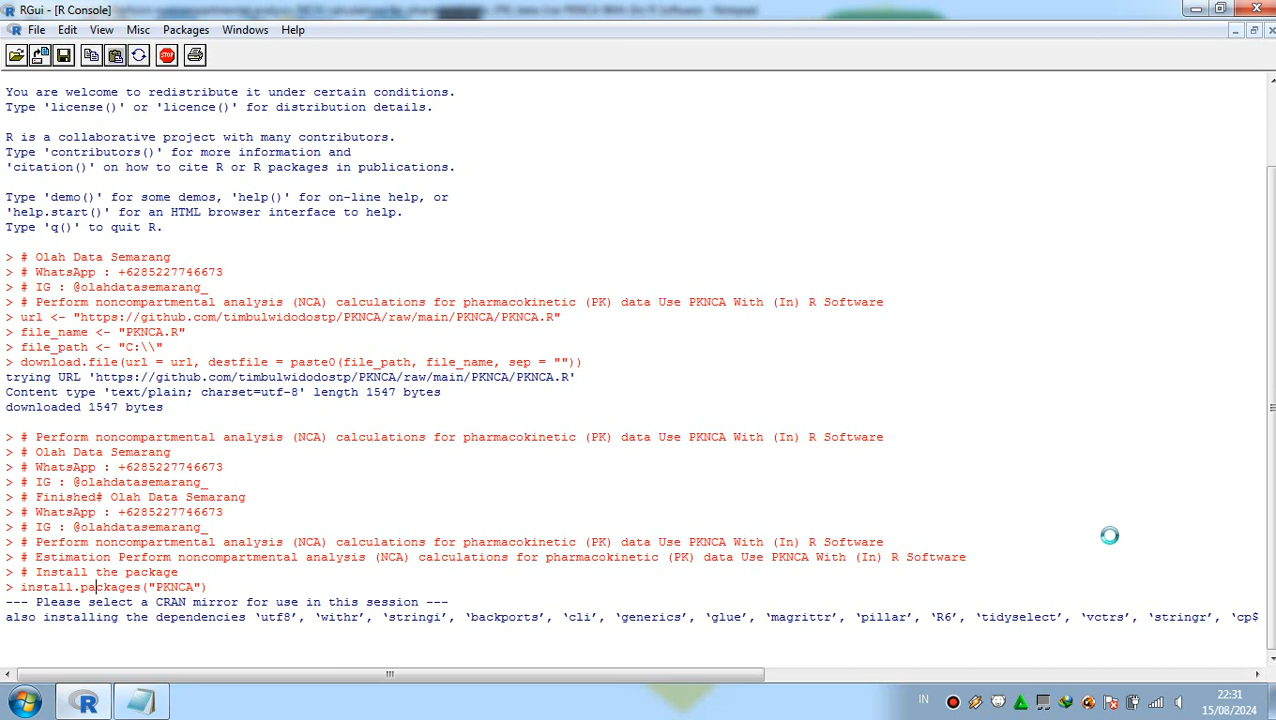 RGui - [R Console]
File Edit View Misc Packages Windows Help
STOP
You are welcome to redistribute it under certain conditions.
Type 'license()' or 'licence()' for distribution details.
R is a collaborative project with many contributors.
Type 'contributors()' for more information and
'citation()' on how to cite R or R packages in publications.
Type 'demo()' for some demos, 'help()' for on-line help, or
'help.start()' for an HTML browser interface to help.
Type 'q()' to quit R.
> # Olah Data Semarang
> # WhatsApp : +6285227746673
> # IG : @olahdatasemarang_
> # Perform noncompartmental analysis (NCA) calculations for pharmacokinetic (PK) data Use PKNCA With (In) R Software
> url <- "https://github.com/timbulwidodostp/PKNCA/raw/main/PKNCA/PKNCA.R"
> file_name <- "PKNCA.R"
> file_path <- "C:\\"
> download.file(url = url, destfile = paste0(file_path, file_name, sep = ""))
trying URL 'https://github.com/timbulwidodostp/PKNCA/raw/main/PKNCA/PKNCA.R'
Content type 'text/plain; charset=utf-8' length 1547 bytes
downloaded 1547 bytes
> # Perform noncompartmental analysis (NCA) calculations for pharmacokinetic (PK) data Use PKNCA With (In) R Software
> # Olah Data Semarang
> # WhatsApp : +6285227746673
> # IG : @olahdatasemarang_
> # Finished# Olah Data Semarang
> # WhatsApp : +6285227746673
> # IG : @olahdatasemarang_
> # Perform noncompartmental analysis (NCA) calculations for pharmacokinetic (PK) data Use PKNCA With (In) R Software
> # Estimation Perform noncompartmental analysis (NCA) calculations for pharmacokinetic (PK) data Use PKNCA With (In) R Software
> # Install the package
> install.packages("PKNCA")
--- Please select a CRAN mirror for use in this session ---
also installing the dependencies ‘utf8’, ‘withr’, ‘stringi’, ‘backports’, ‘cli’, ‘generics’, ‘glue’, ‘magrittr’, ‘pillar’, ‘R6’, ‘tidyselect’, ‘vctrs’, ‘stringr’, ‘cp$
IN
22:31
15/08/2024